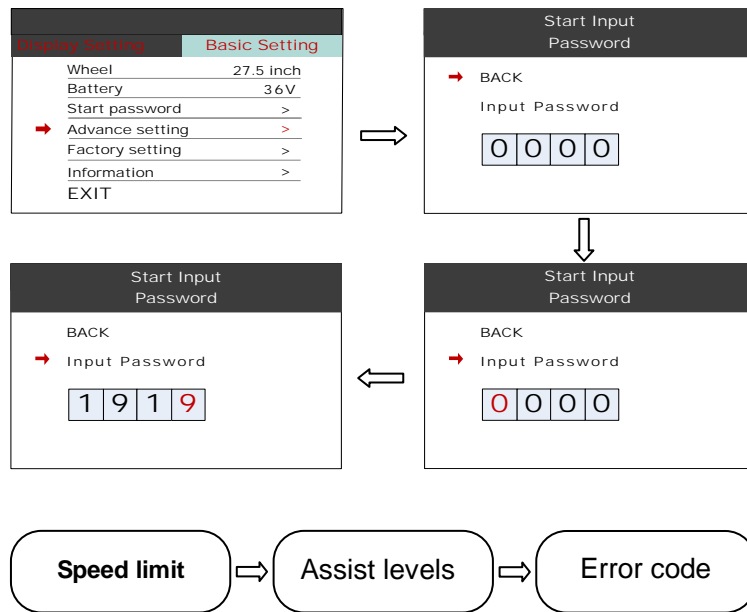 Display Setting Basic Setting
Wheel 27.5 inch
Battery 36V
Start password >
Advance setting >
Factory setting >
Information >
EXIT
Start Input
Password
BACK
Input Password
0 0 0 0
Start Input
Password
BACK
Input Password
1 9 1 9
Start Input
Password
BACK
Input Password
0 0 0 0
Speed limit Assist levels Error code